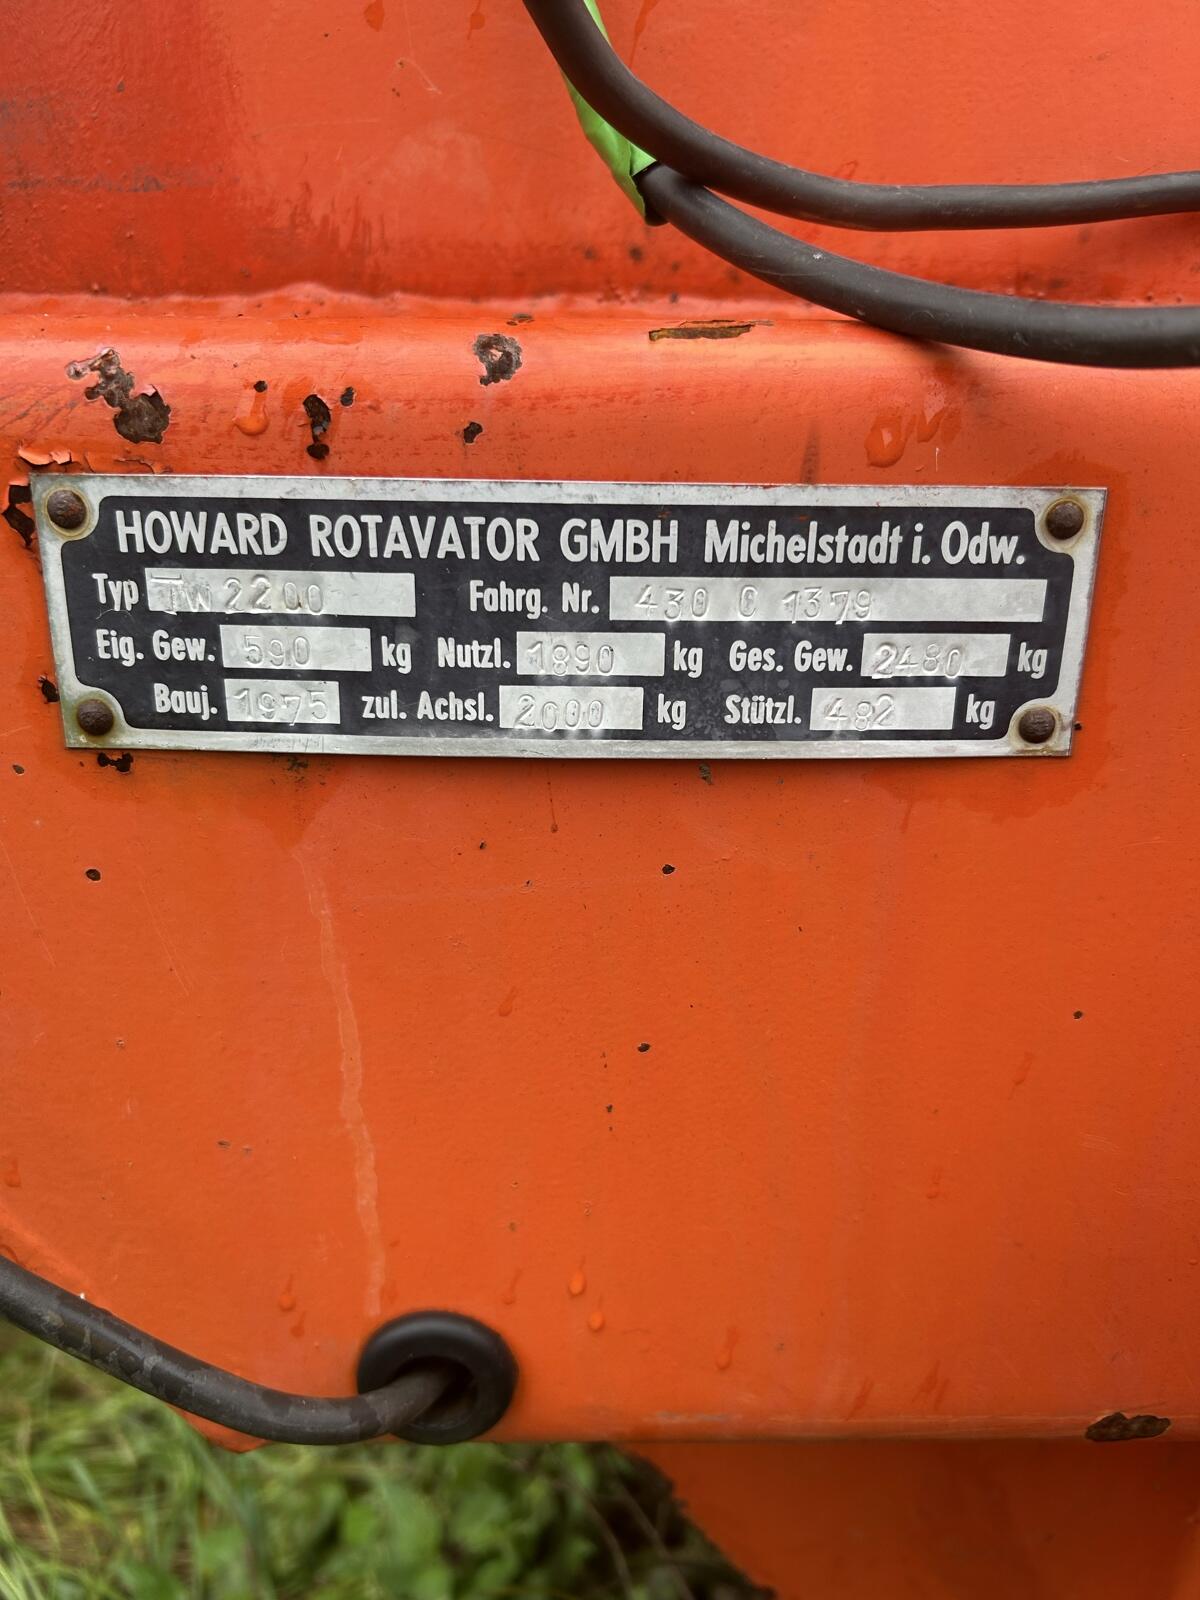 HOWARD ROTAVATOR GMBH Michelstadt i. Odw.
Typ TW 2200 Fahrg. Nr. 430 C 1379
Eig. Gew. 590 kg Nutzl. 1890 kg Ges. Gew. 2480 kg
Bauj. 1975 zul. Achsl. 2000 kg Stützl. 482 kg